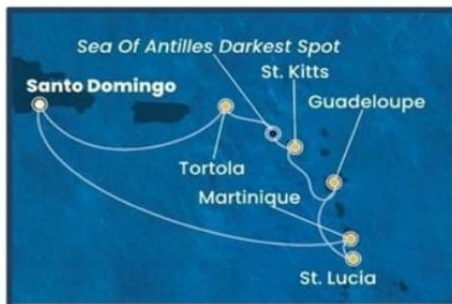 Sea Of Antilles Darkest Spot
St. Kitts
Santo Domingo
Guadeloupe
Tortola
Martinique
St. Lucia